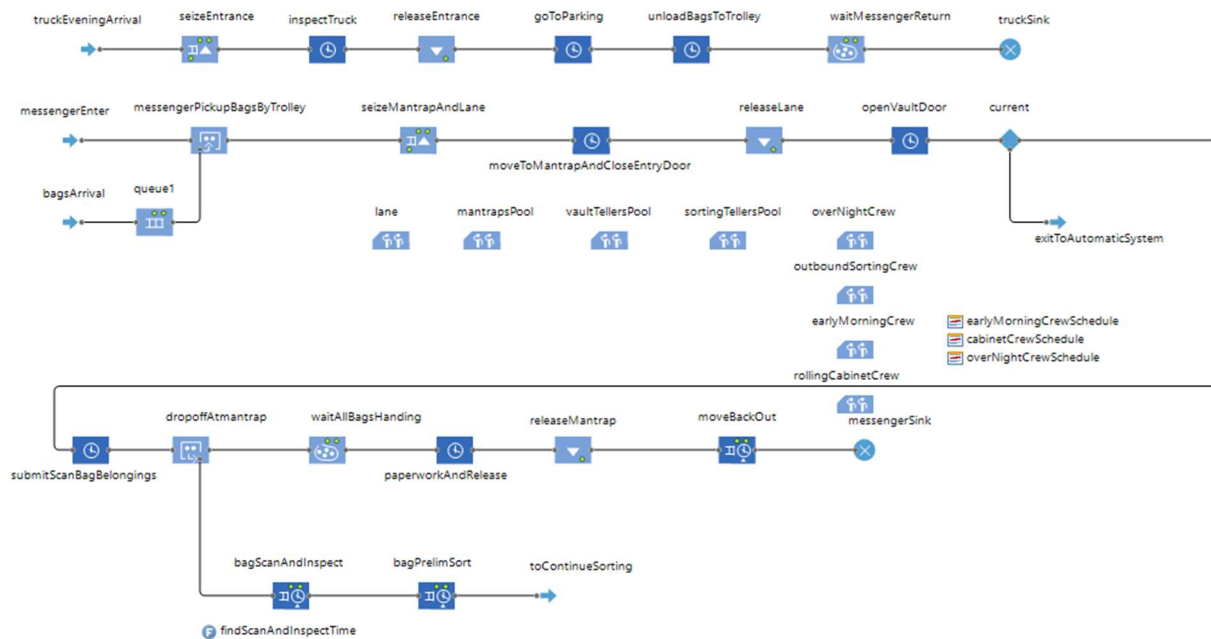 truckEveningArrival
seizeEntrance
inspectTruck
releaseEntrance
goToParking
unloadBagsToTrolley
waitMessengerReturn
truckSink
messengerEnter
messengerPickupBagsByTrolley
seizeMantrapAndLane
moveToMantrapAndCloseEntryDoor
releaseLane
openVaultDoor
current
bagsArrival
queue1
exitToAutomaticSystem
lane
mantrapsPool
vaultTellersPool
sortingTellersPool
overNightCrew
outboundSortingCrew
earlyMorningCrew
rollingCabinetCrew
earlyMorningCrewSchedule
cabinetCrewSchedule
overNightCrewSchedule
submitScanBagBelongings
dropoffAtmantrap
waitAllBagsHanding
paperworkAndRelease
releaseMantrap
moveBackOut
messengerSink
bagScanAndInspect
bagPrelimSort
toContinueSorting
F findScanAndInspectTime